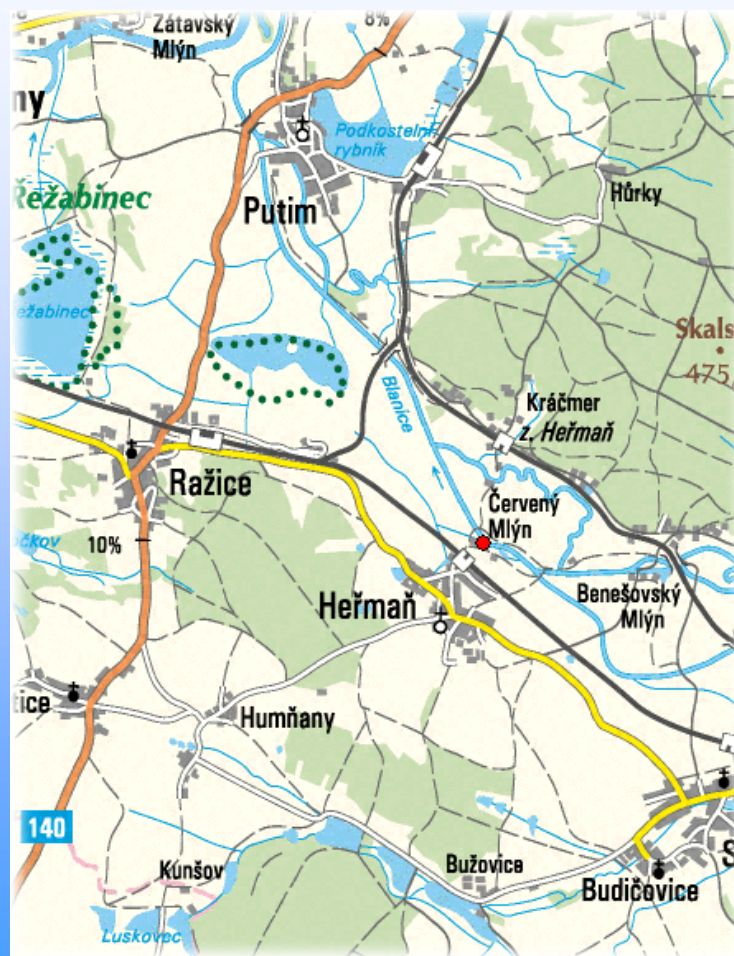 Zátavský
Mlýn
8%
ny
Podkostelní
rybník
Řežabinec
Putim
Hůrky
Řežabinec
Skals
475
Blanice
Kráčmer
z. Heřmaň
Ražice
Červený
Mlýn
10%
Heřmaň
Benešovský
Mlýn
tice
Humňany
140
Kunšov
Bužovice
Budičovice
S
Luskovec